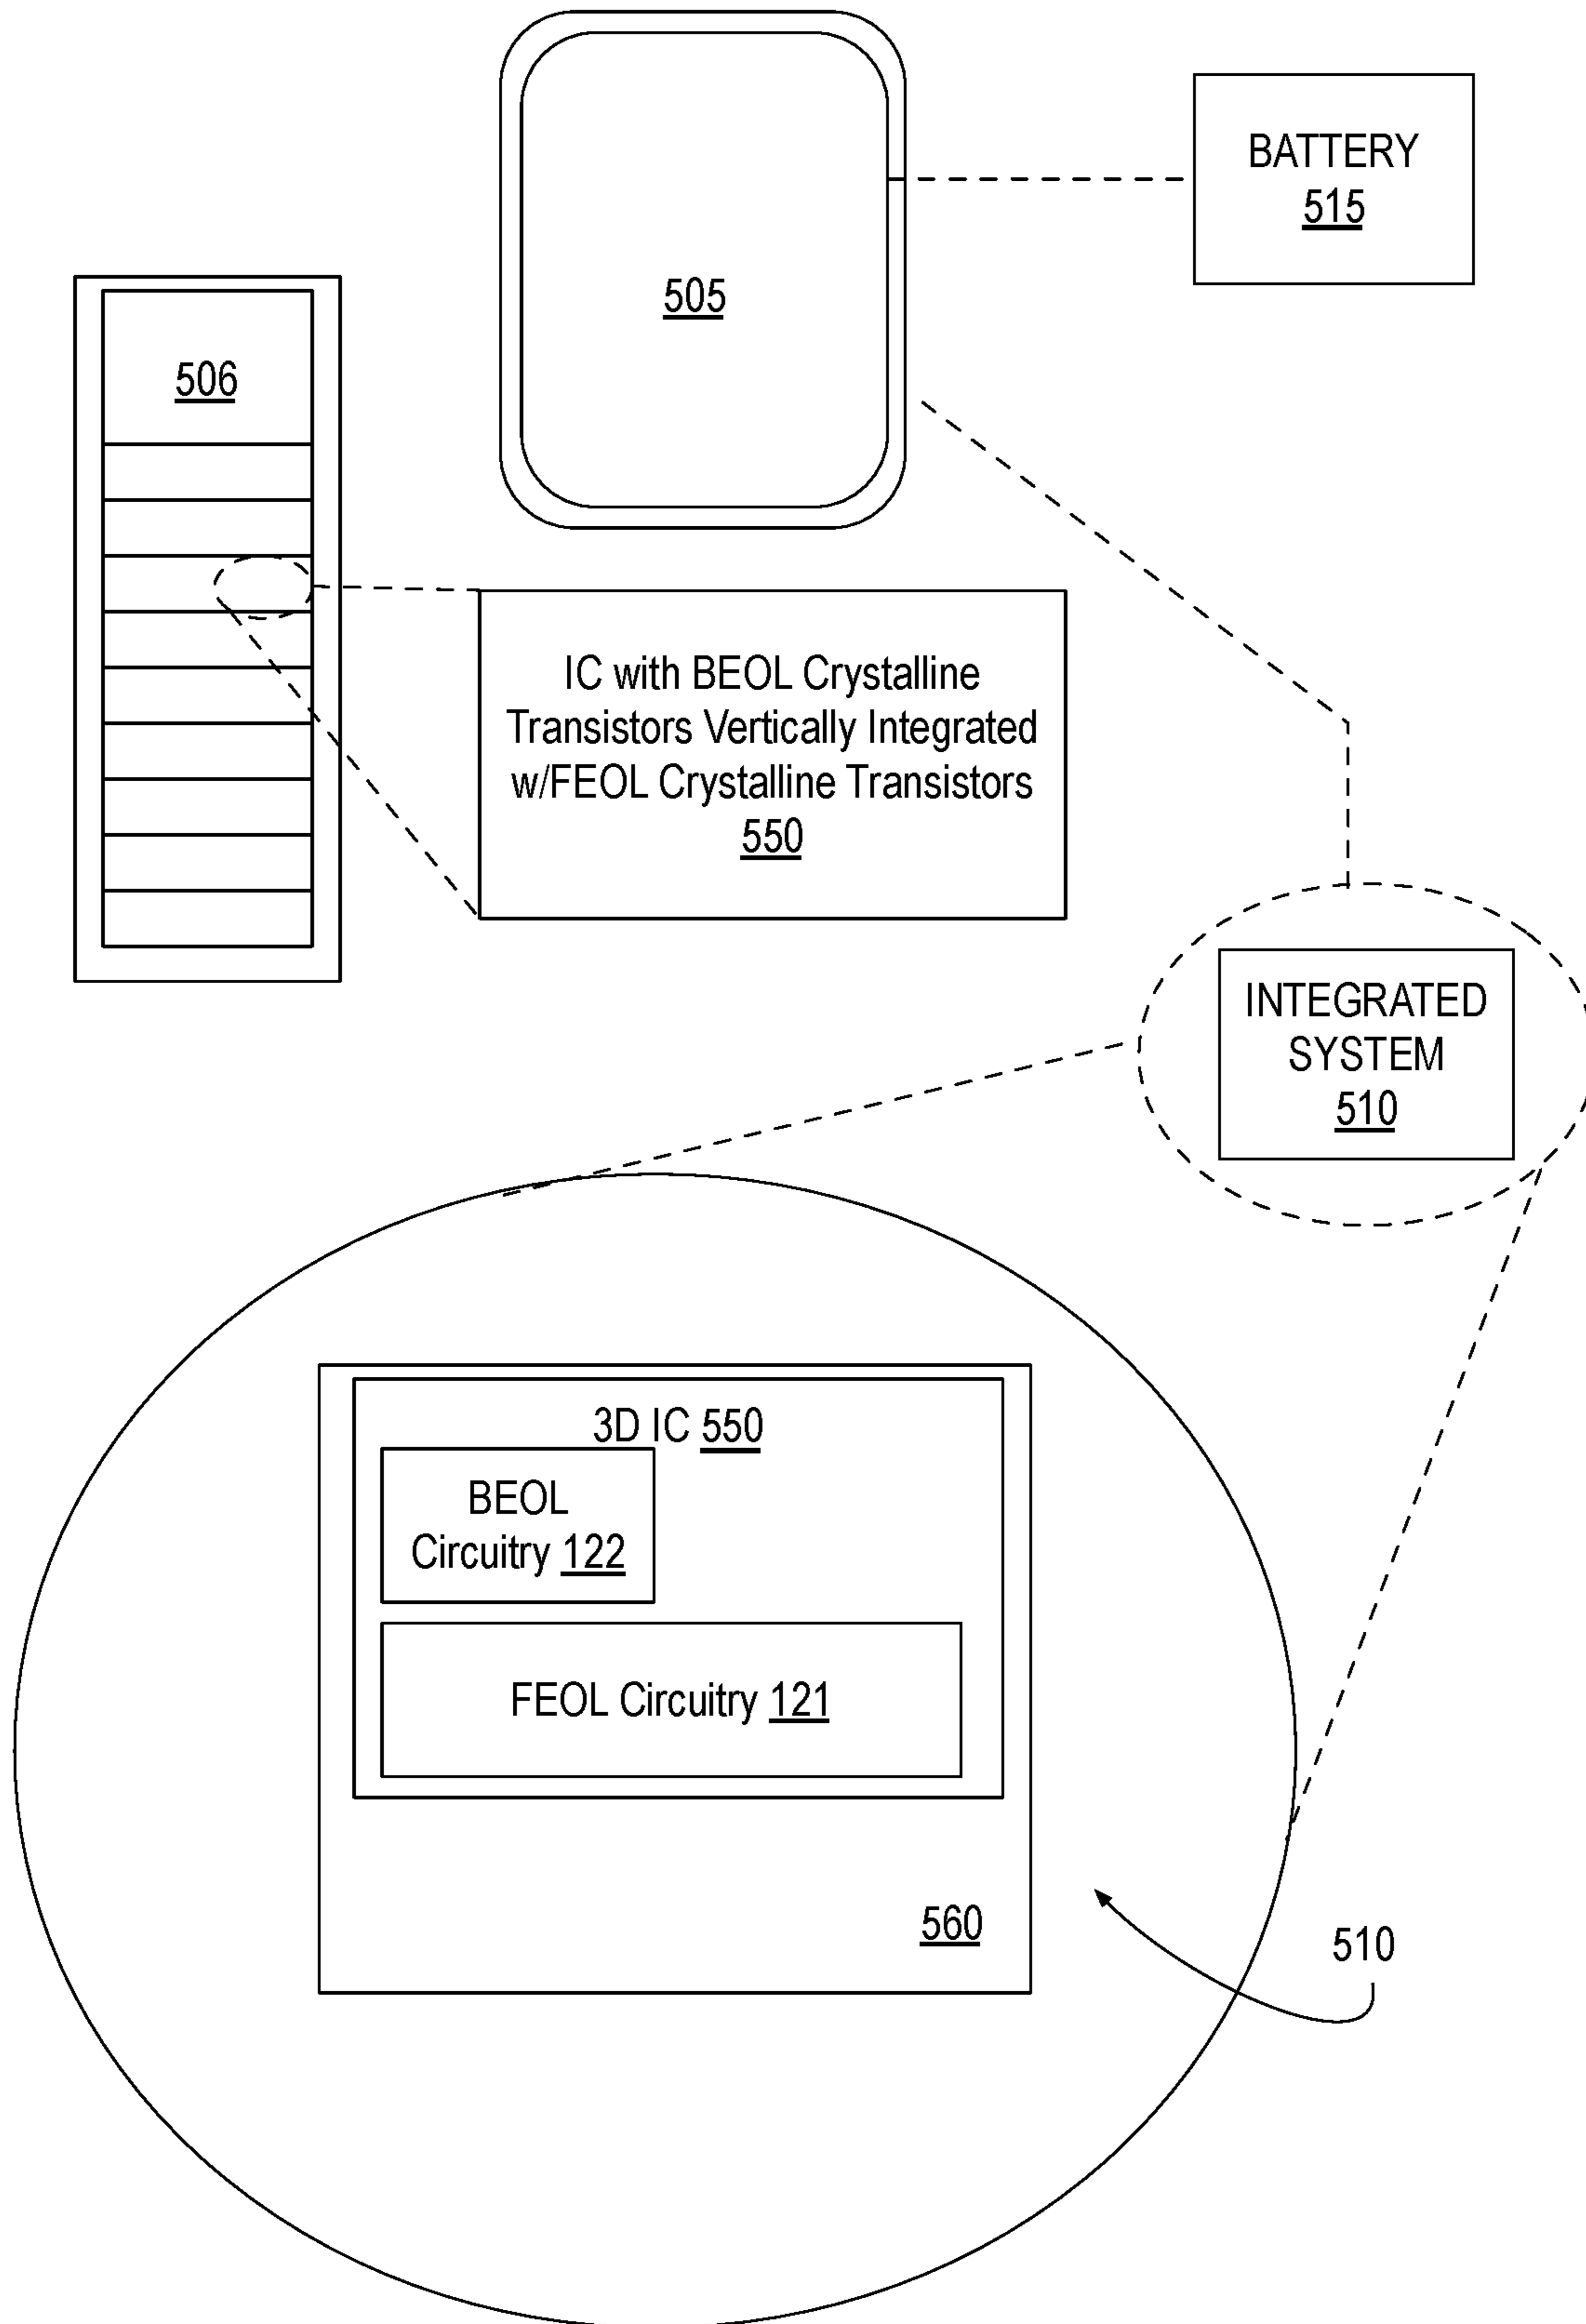 BATTERY
515
505
506
IC with BEOL Crystalline
Transistors Vertically Integrated
w/FEOL Crystalline Transistors
550
INTEGRATED
SYSTEM
510
3D IC 550
BEOL
Circuitry 122
FEOL Circuitry 121
560
510